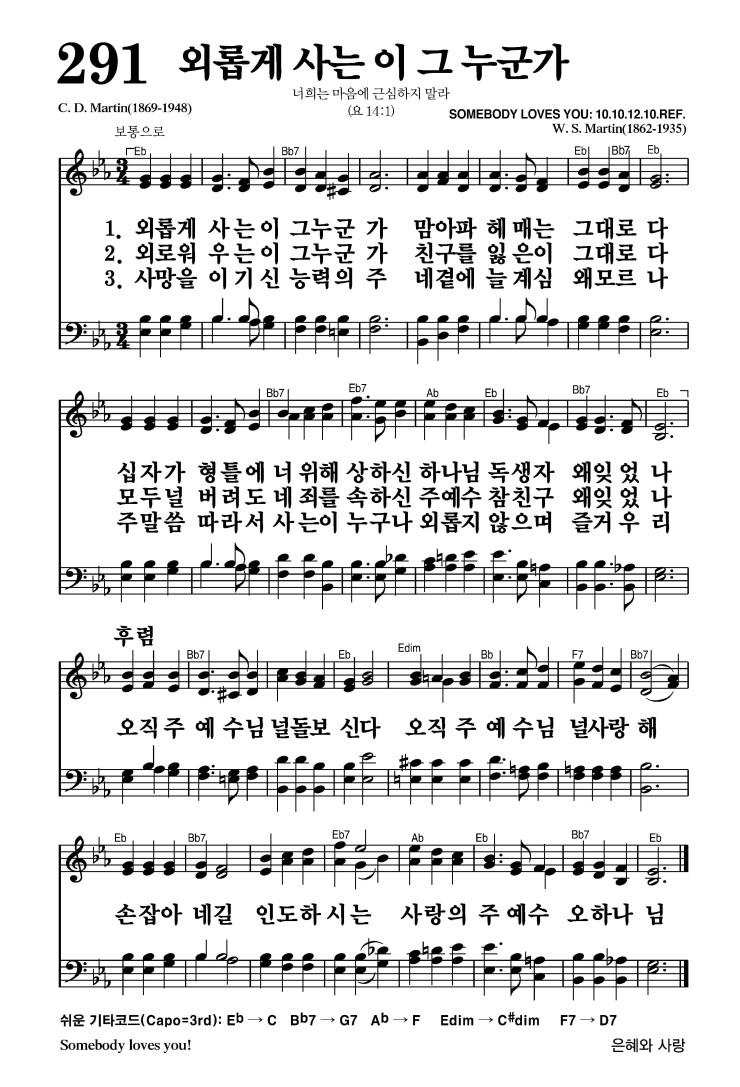 291 외롭게 사는 이 그 누군가
너희는 마음에 근심하지 말라
C. D. Martin(1869-1948)
(요 14:1)
SOMEBODY LOVES YOU: 10.10.12.10.REF.
보통으로
W. S. Martin(1862-1935)
Eb Bb7 Eb Bb7 Eb
3/4
1. 외롭게 사는이 그누군 가 맘아파 헤매는 그대로 다
2. 외로워 우는이 그누군 가 친구를 잃은이 그대로 다
3. 사망을 이기신 능력의 주 네곁에 늘계심 왜모르 나
3/4
Bb7 Eb7 Ab Eb Bb7 Eb
십자가 형틀에 너위해 상하신 하나님 독생자 왜잊었 나
모두널 버려도 네죄를 속하신 주예수 참친구 왜잊었 나
주말씀 따라서 사는이 누구나 외롭지 않으며 즐거우 리
후렴
Eb Bb7 Eb Edim Bb F7 Bb7
오직주 예수님 널돌보 신다 오직주 예수님 널사랑 해
Eb Bb7 Eb7 Ab Eb Bb7 Eb
손잡아 네길 인도하 시는 사랑의 주예수 오하나 님
쉬운 기타코드(Capo=3rd): Eb → C Bb7 → G7 Ab → F Edim → C#dim F7 → D7
Somebody loves you! 은혜와 사랑